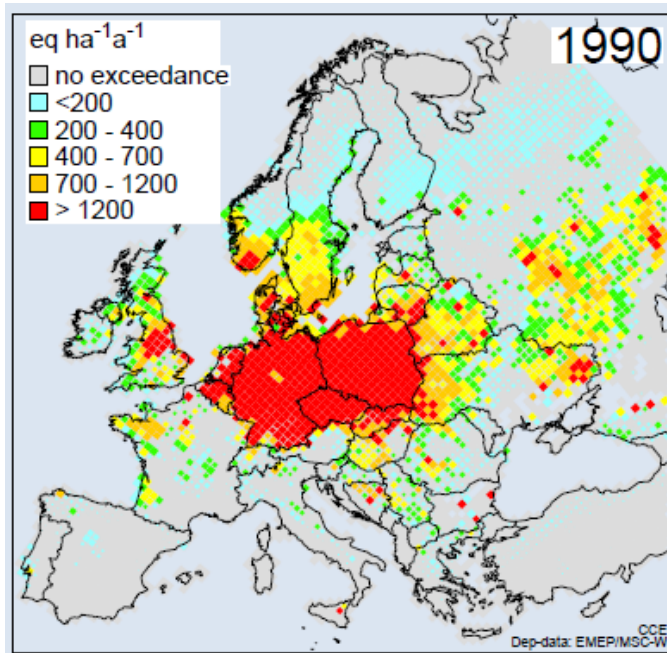 eq ha⁻¹a⁻¹
1990
no exceedance
<200
200 - 400
400 - 700
700 - 1200
> 1200
CCE
Dep-data: EMEP/MSC-W